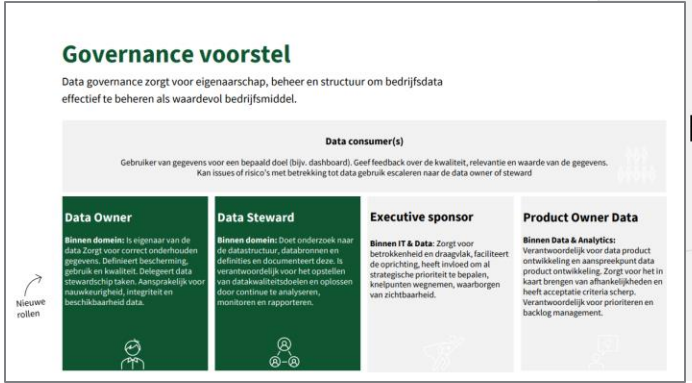 Governance voorstel
Data governance zorgt voor eigenaarschap, beheer en structuur om bedrijfsdata
effectief te beheren als waardevol bedrijfsmiddel.
Data consumer(s)
Gebruiker van gegevens voor een bepaald doel (bijv. dashboard). Geef feedback over de kwaliteit, relevantie en waarde van de gegevens.
Kan issues of risico's met betrekking tot data gebruik escaleren naar de data owner of steward
Data Owner
Binnen domein: Is eigenaar van de
data Zorgt voor correct onderhouden
gegevens. Definieert bescherming,
gebruik en kwaliteit. Delegeert data
stewardschip taken. Aansprakelijk voor
nauwkeurigheid, integriteit en
beschikbaarheid data.
Data Steward
Binnen domein: Doet onderzoek naar
de datastructuur, databronnen en
definities en documenteert deze. Is
verantwoordelijk voor het opstellen
van datakwaliteitsdoelen en oplossen
door continue te analyseren,
monitoren en rapporteren.
Executive sponsor
Binnen IT & Data: Zorgt voor
betrokkenheid en draagvlak, faciliteert
de oprichting, heeft invloed om al
strategische prioriteit te bepalen,
knelpunten wegnemen, waarborgen
van zichtbaarheid.
Product Owner Data
Binnen Data & Analytics:
Verantwoordelijk voor data product
ontwikkeling en aanspreekpunt data
product ontwikkeling. Zorgt voor het in
kaart brengen van afhankelijkheden en
heeft acceptatie criteria scherp.
Verantwoordelijk voor prioriteren en
backlog management.
Nieuwe
rollen